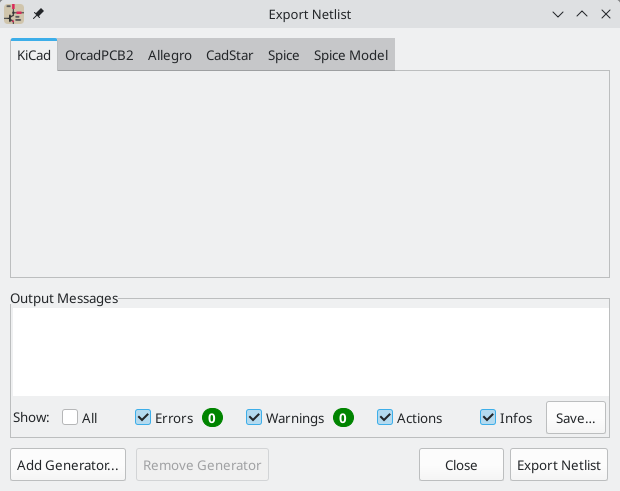 Export Netlist
KiCad OrcadPCB2 Allegro CadStar Spice Spice Model
Output Messages
Show: All Errors 0 Warnings 0 Actions Infos Save...
Add Generator... Remove Generator Close Export Netlist